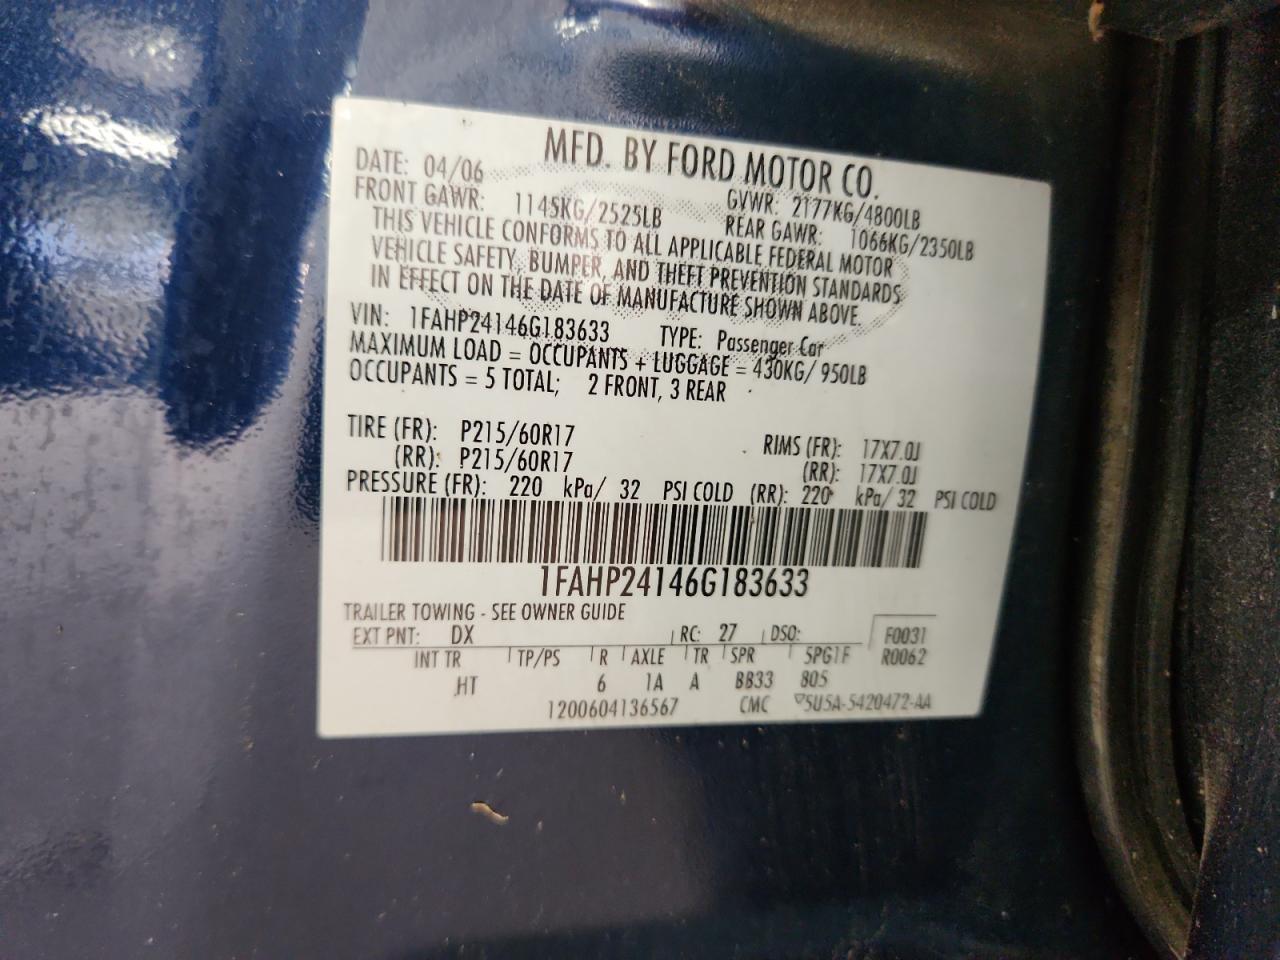 MFD. BY FORD MOTOR CO.
DATE: 04/06 GVWR: 2177KG/4800LB
FRONT GAWR: 1145KG/2525LB REAR GAWR: 1066KG/2350LB
THIS VEHICLE CONFORMS TO ALL APPLICABLE FEDERAL MOTOR
VEHICLE SAFETY, BUMPER, AND THEFT PREVENTION STANDARDS
IN EFFECT ON THE DATE OF MANUFACTURE SHOWN ABOVE.
VIN: 1FAHP24146G183633 TYPE: Passenger Car
MAXIMUM LOAD = OCCUPANTS + LUGGAGE = 430KG/ 950LB
OCCUPANTS = 5 TOTAL; 2 FRONT, 3 REAR
TIRE (FR): P215/60R17 RIMS (FR): 17X7.0J
(RR): P215/60R17 (RR): 17X7.0J
PRESSURE (FR): 220 kPa/ 32 PSI COLD (RR): 220 kPa/ 32 PSI COLD
1FAHP24146G183633
TRAILER TOWING - SEE OWNER GUIDE
EXT PNT: DX RC: 27 DSO: F0031
INT TR TP/PS R AXLE TR SPR 5PG1F R0062
HT 6 1A A BB33 805
1200604136567 CMC ▽5U5A-5420472-AA